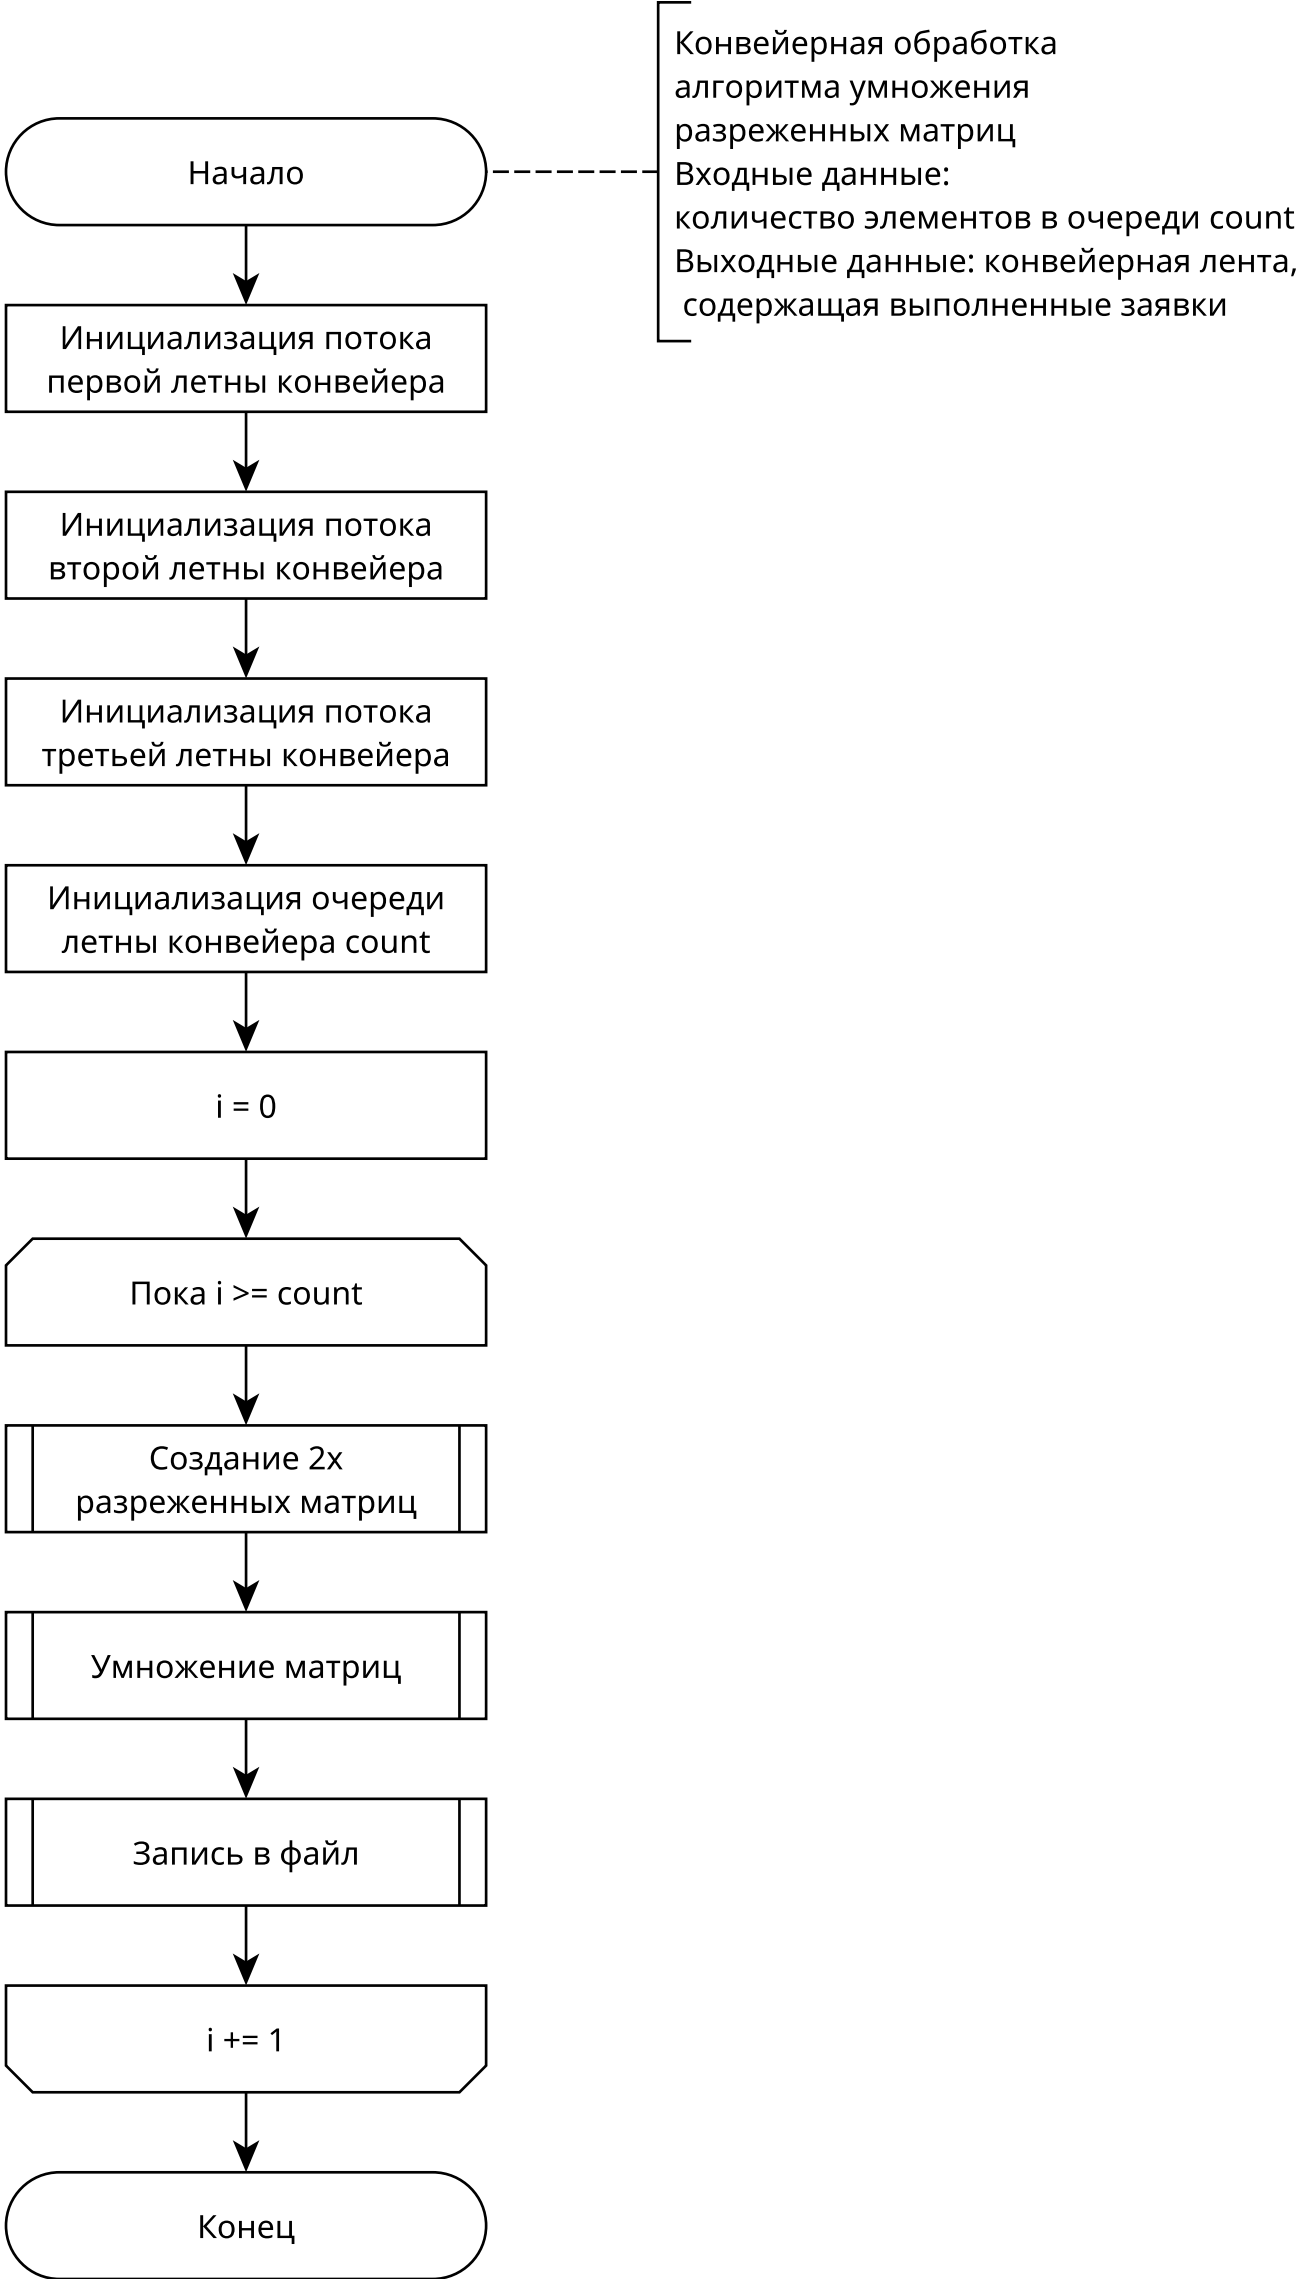 Конвейерная обработка
алгоритма умножения
разреженных матриц
Входные данные:
количество элементов в очереди count
Выходные данные: конвейерная лента,
содержащая выполненные заявки
Начало
Инициализация потока
первой летны конвейера
Инициализация потока
второй летны конвейера
Инициализация потока
третьей летны конвейера
Инициализация очереди
летны конвейера count
i = 0
Пока i >= count
Создание 2х
разреженных матриц
Умножение матриц
Запись в файл
i += 1
Конец